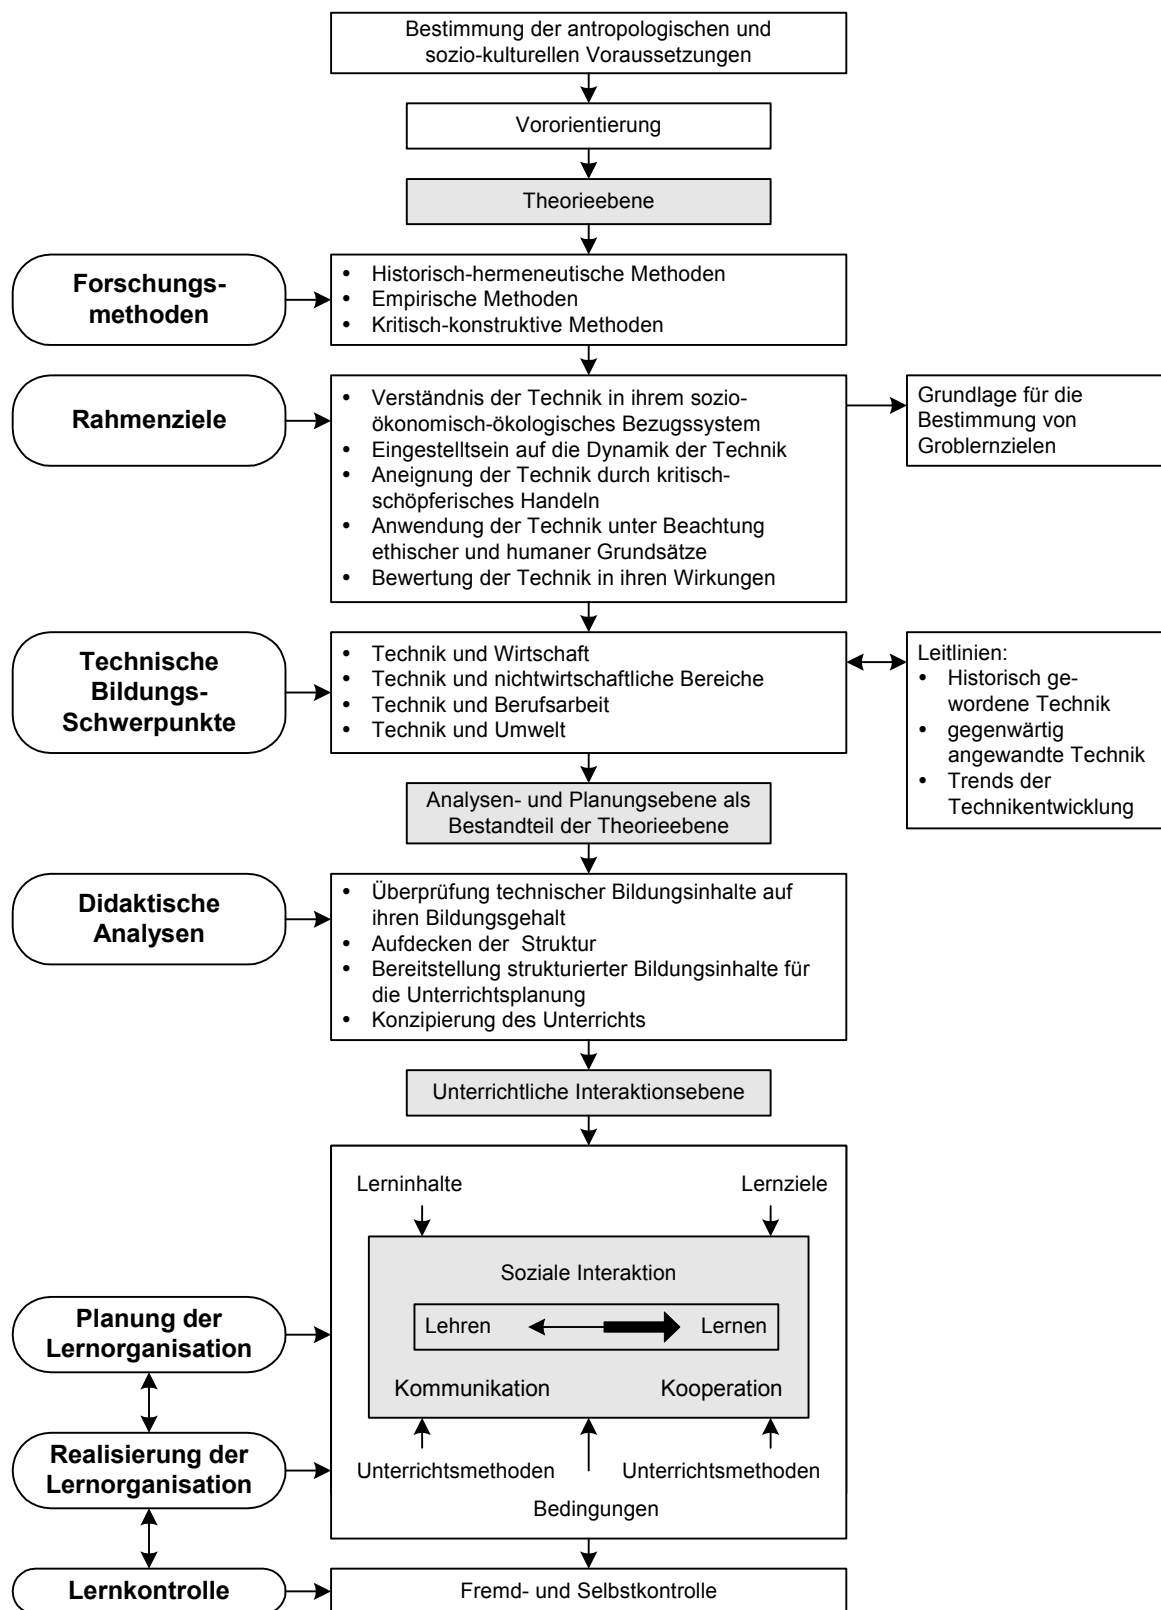 Bestimmung der antropologischen und
sozio-kulturellen Voraussetzungen
Vororientierung
Theorieebene
Forschungs-
methoden
• Historisch-hermeneutische Methoden
• Empirische Methoden
• Kritisch-konstruktive Methoden
Rahmenziele
• Verständnis der Technik in ihrem sozio-
ökonomisch-ökologisches Bezugssystem
• Eingestelltsein auf die Dynamik der Technik
• Aneignung der Technik durch kritisch-
schöpferisches Handeln
• Anwendung der Technik unter Beachtung
ethischer und humaner Grundsätze
• Bewertung der Technik in ihren Wirkungen
Grundlage für die
Bestimmung von
Groblernzielen
Technische
Bildungs-
Schwerpunkte
• Technik und Wirtschaft
• Technik und nichtwirtschaftliche Bereiche
• Technik und Berufsarbeit
• Technik und Umwelt
Leitlinien:
• Historisch ge-
wordene Technik
• gegenwärtig
angewandte Technik
• Trends der
Technikentwicklung
Analysen- und Planungsebene als
Bestandteil der Theorieebene
Didaktische
Analysen
• Überprüfung technischer Bildungsinhalte auf
ihren Bildungsgehalt
• Aufdecken der Struktur
• Bereitstellung strukturierter Bildungsinhalte für
die Unterrichtsplanung
• Konzipierung des Unterrichts
Unterrichtliche Interaktionsebene
Lerninhalte
Lernziele
Soziale Interaktion
Lehren
Lernen
Kommunikation
Kooperation
Planung der
Lernorganisation
Realisierung der
Lernorganisation
Unterrichtsmethoden
Unterrichtsmethoden
Bedingungen
Lernkontrolle
Fremd- und Selbstkontrolle